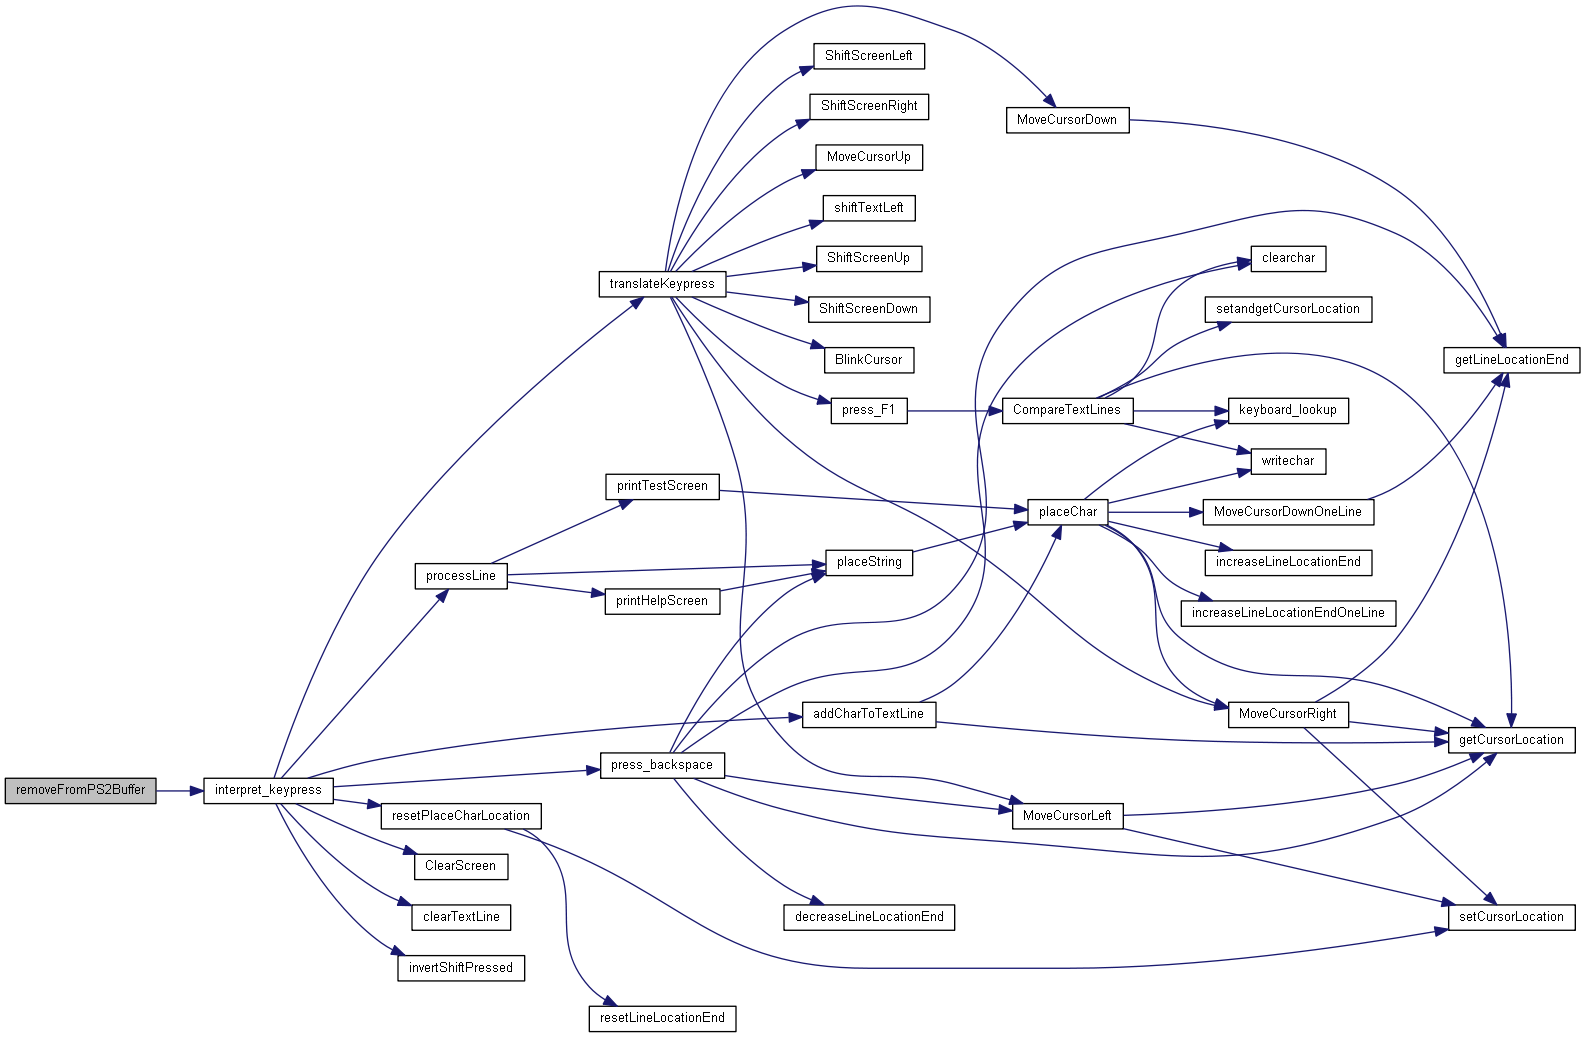 ShiftScreenLeft
ShiftScreenRight
MoveCursorDown
MoveCursorUp
shiftTextLeft
ShiftScreenUp
clearchar
translateKeypress
ShiftScreenDown
setandgetCursorLocation
BlinkCursor
getLineLocationEnd
press_F1
CompareTextLines
keyboard_lookup
writechar
printTestScreen
placeChar
MoveCursorDownOneLine
placeString
increaseLineLocationEnd
processLine
printHelpScreen
increaseLineLocationEndOneLine
addCharToTextLine
MoveCursorRight
getCursorLocation
press_backspace
removeFromPS2Buffer
interpret_keypress
resetPlaceCharLocation
MoveCursorLeft
ClearScreen
clearTextLine
decreaseLineLocationEnd
setCursorLocation
invertShiftPressed
resetLineLocationEnd